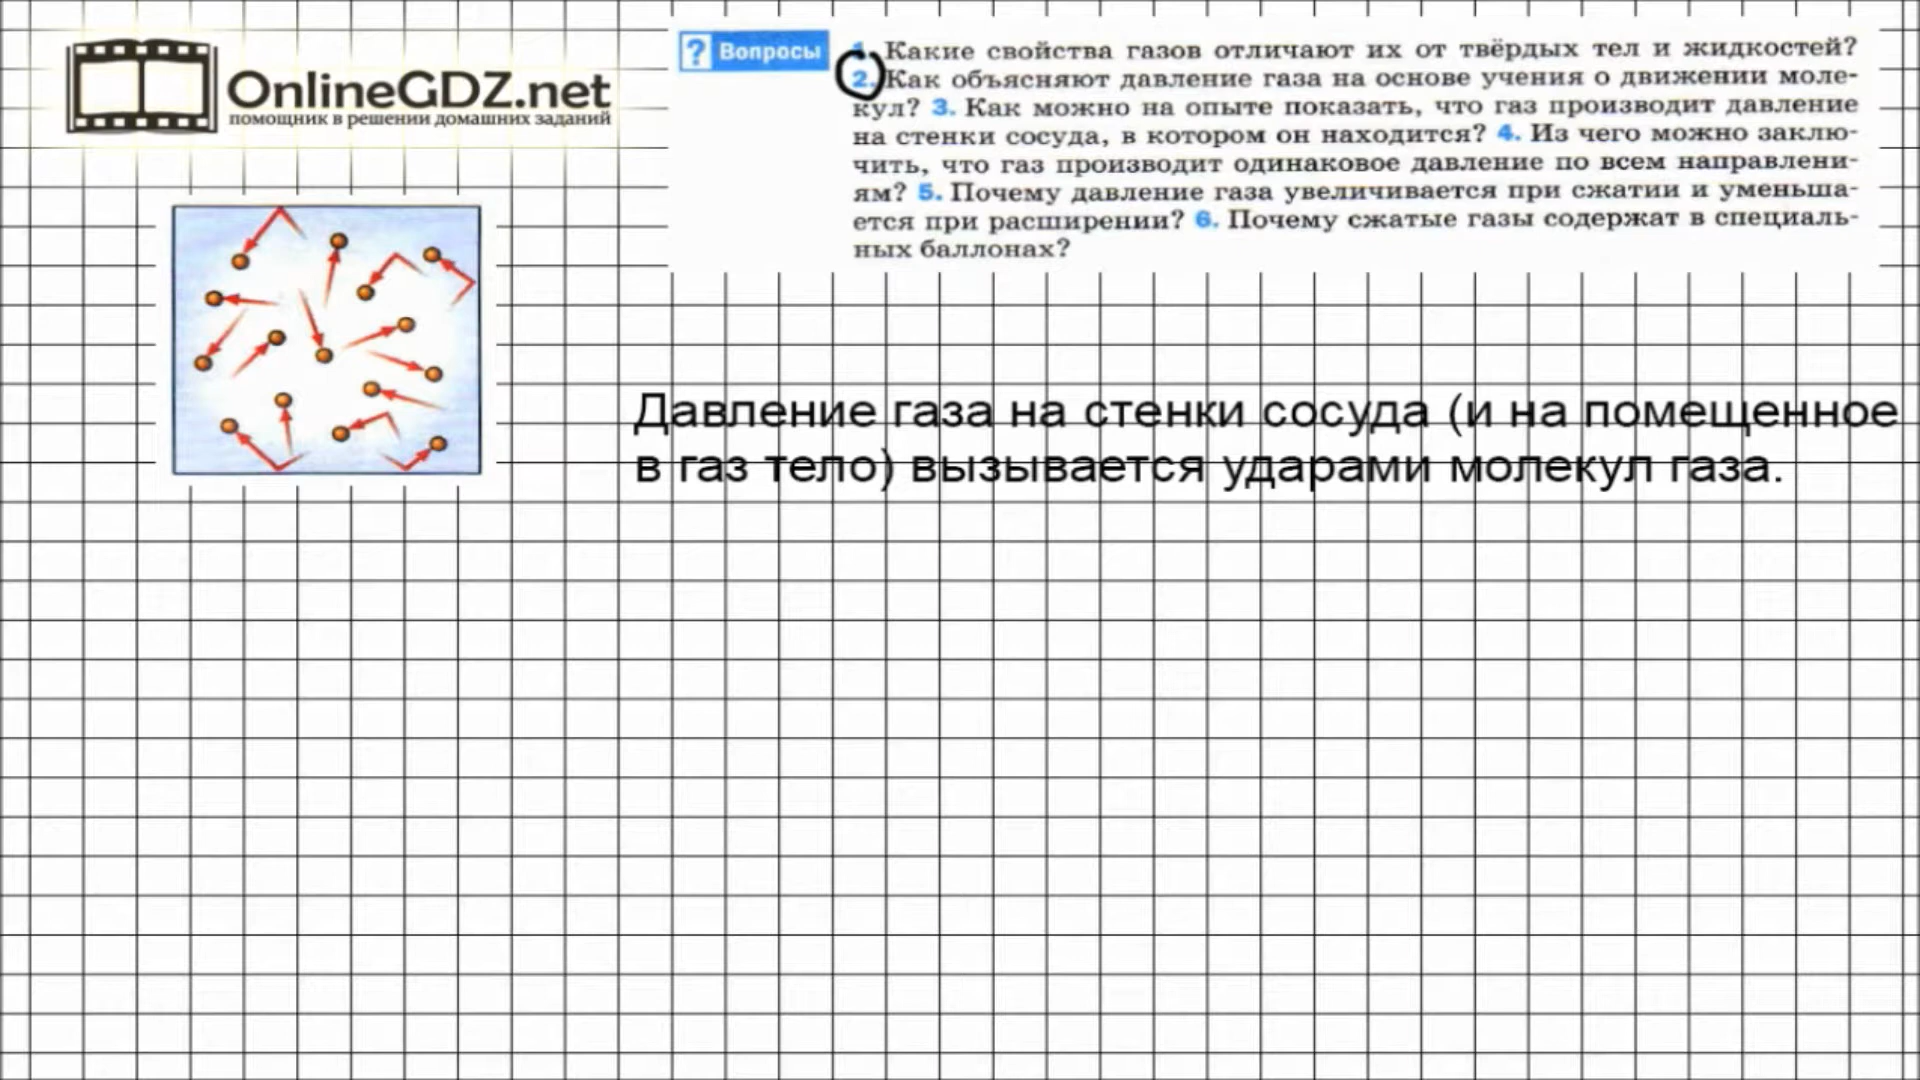 OnlineGDZ.net
помощник в решении домашних заданий
? Вопросы
1. Какие свойства газов отличают их от твёрдых тел и жидкостей?
2. Как объясняют давление газа на основе учения о движении моле-
кул? 3. Как можно на опыте показать, что газ производит давление
на стенки сосуда, в котором он находится? 4. Из чего можно заклю-
чить, что газ производит одинаковое давление по всем направлени-
ям? 5. Почему давление газа увеличивается при сжатии и уменьша-
ется при расширении? 6. Почему сжатые газы содержат в специаль-
ных баллонах?
Давление газа на стенки сосуда (и на помещенное
в газ тело) вызывается ударами молекул газа.